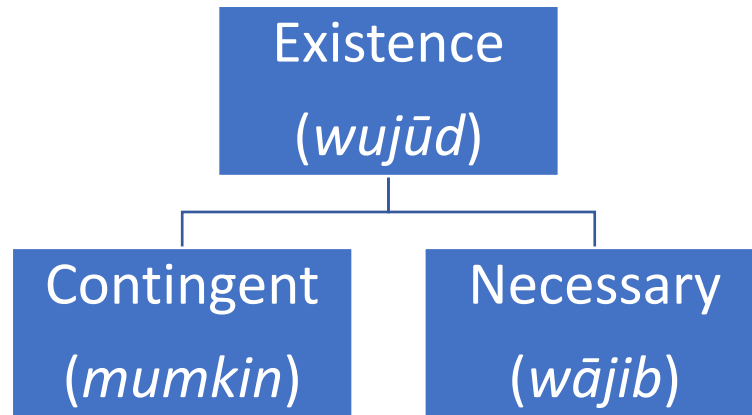 Existence
(wujūd)
Contingent
(mumkin)
Necessary
(wājib)